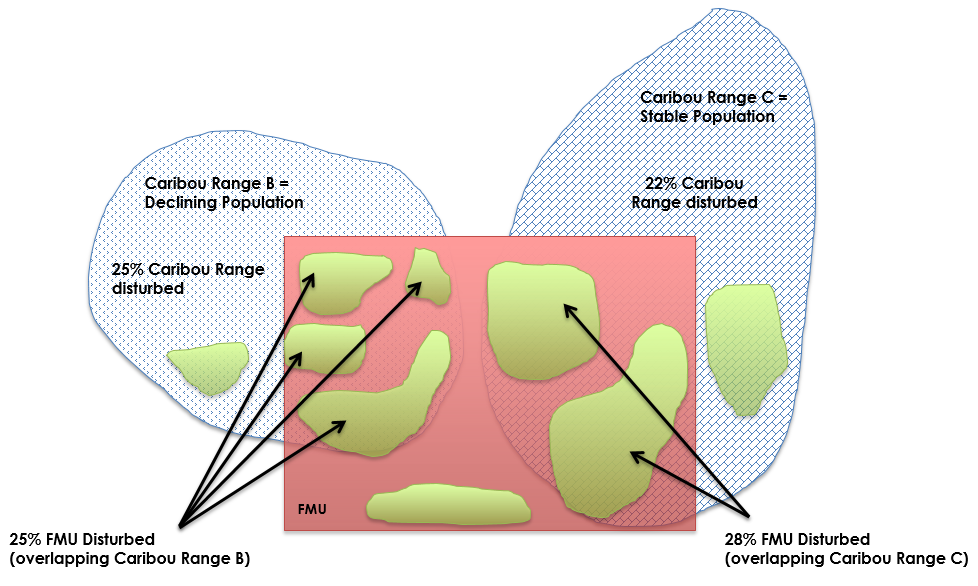 Caribou Range C =
Stable Population
22% Caribou
Range disturbed
Caribou Range B =
Declining Population
25% Caribou Range
disturbed
FMU
25% FMU Disturbed
(overlapping Caribou Range B)
28% FMU Disturbed
(overlapping Caribou Range C)